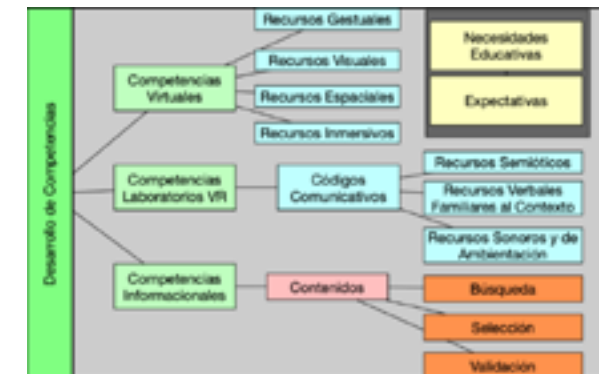 Desarrollo de Competencias
Recursos Gestuales
Recursos Visuales
Competencias
Virtuales
Recursos Espaciales
Recursos Inmersivos
Necesidades
Educativas
Expectativas
Competencias
Laboratorios VR
Códigos
Comunicativos
Recursos Semióticos
Recursos Verbales
Familiares al Contexto
Recursos Sonoros y de
Ambientación
Competencias
Informacionales
Contenidos
Búsqueda
Selección
Validación